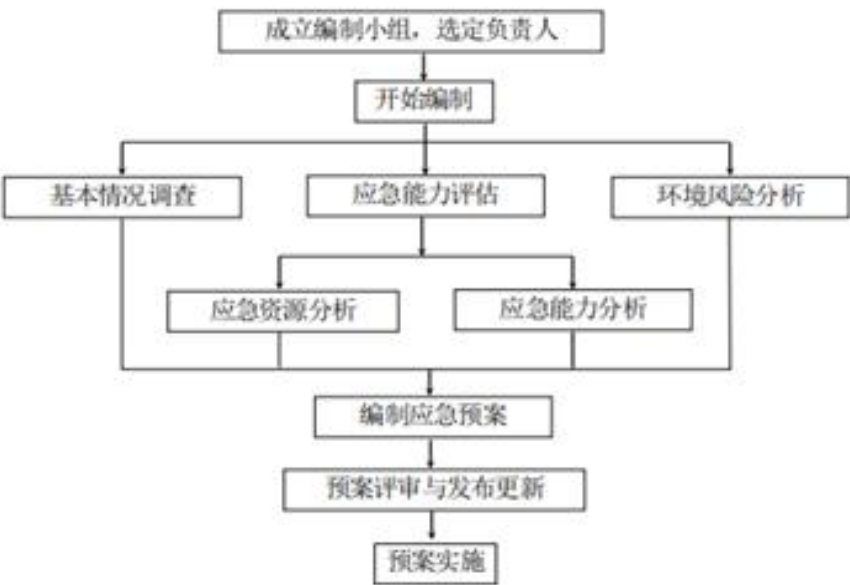 成立编制小组，选定负责人
开始编制
基本情况调查
应急能力评估
环境风险分析
应急资源分析
应急能力分析
编制应急预案
预案评审与发布更新
预案实施